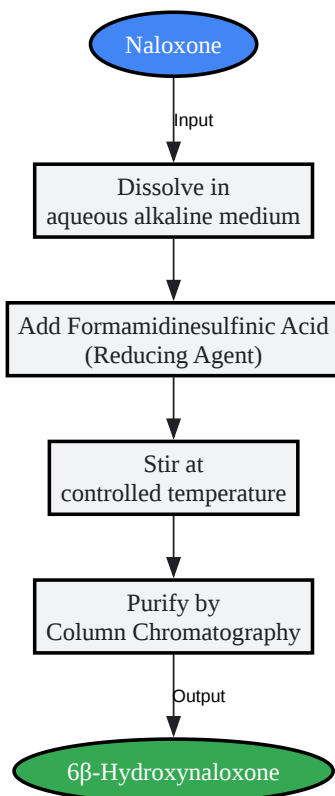 Naloxone
Input
Dissolve in
aqueous alkaline medium
Add Formamidinesulfinic Acid
(Reducing Agent)
Stir at
controlled temperature
Purify by
Column Chromatography
Output
6β-Hydroxynaloxone